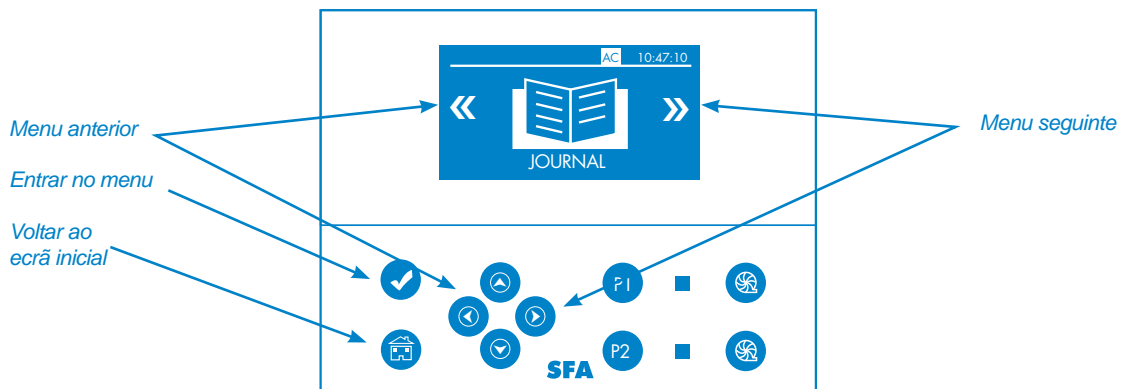 AC 10:47:10
JOURNAL
Menu anterior
Entrar no menu
Voltar ao
ecrã inicial
Menu seguinte
P1
P2
SFA